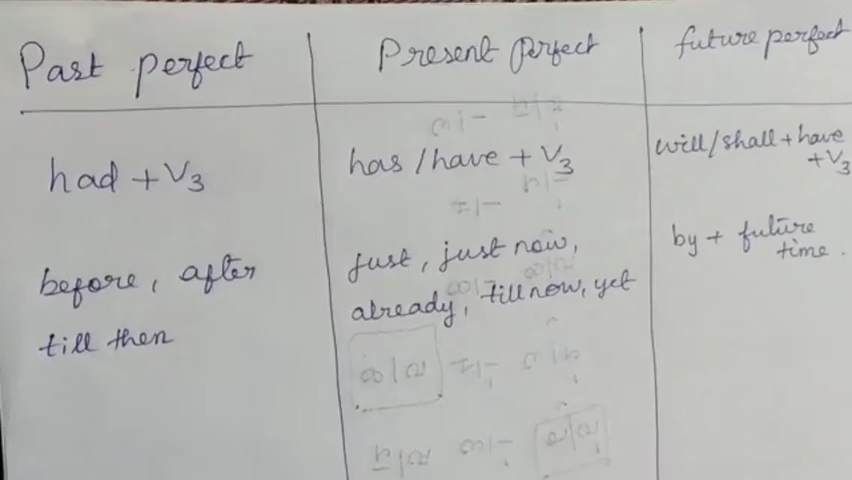 Past perfect
had + V3
before, after
till then
Present perfect
has / have + V3
just, just now,
already, till now, yet
future perfect
will/shall + have
+ V3
by + future
time.